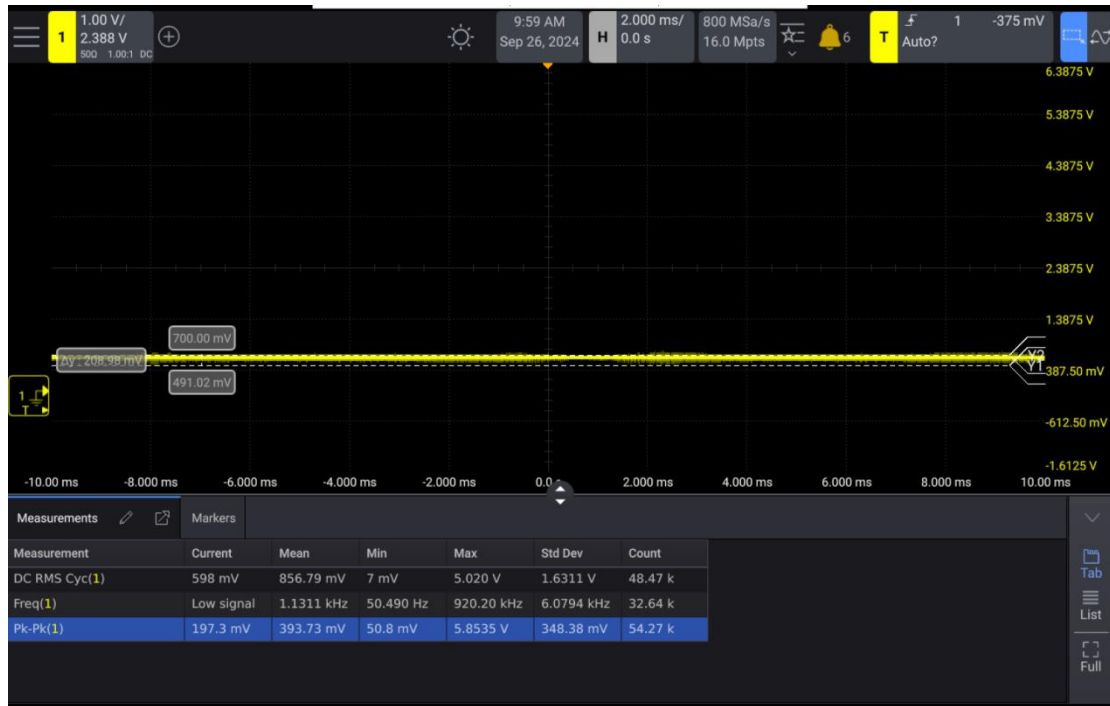 1
1.00 V/
2.388 V
50Ω 1.00:1 DC
9:59 AM
Sep 26, 2024
H
2.000 ms/
0.0 s
800 MSa/s
16.0 Mpts
6
T
1
-375 mV
Auto?
6.3875 V
5.3875 V
4.3875 V
3.3875 V
2.3875 V
1.3875 V
700.00 mV
Δy: 208.98 mV
Y2
Y1
387.50 mV
491.02 mV
1
T
-612.50 mV
-1.6125 V
-10.00 ms -8.000 ms -6.000 ms -4.000 ms -2.000 ms 0.0 s 2.000 ms 4.000 ms 6.000 ms 8.000 ms 10.00 ms
Measurements Markers
Measurement Current Mean Min Max Std Dev Count
DC RMS Cyc(1) 598 mV 856.79 mV 7 mV 5.020 V 1.6311 V 48.47 k
Freq(1) Low signal 1.1311 kHz 50.490 Hz 920.20 kHz 6.0794 kHz 32.64 k
Pk-Pk(1) 197.3 mV 393.73 mV 50.8 mV 5.8535 V 348.38 mV 54.27 k
Tab
List
Full